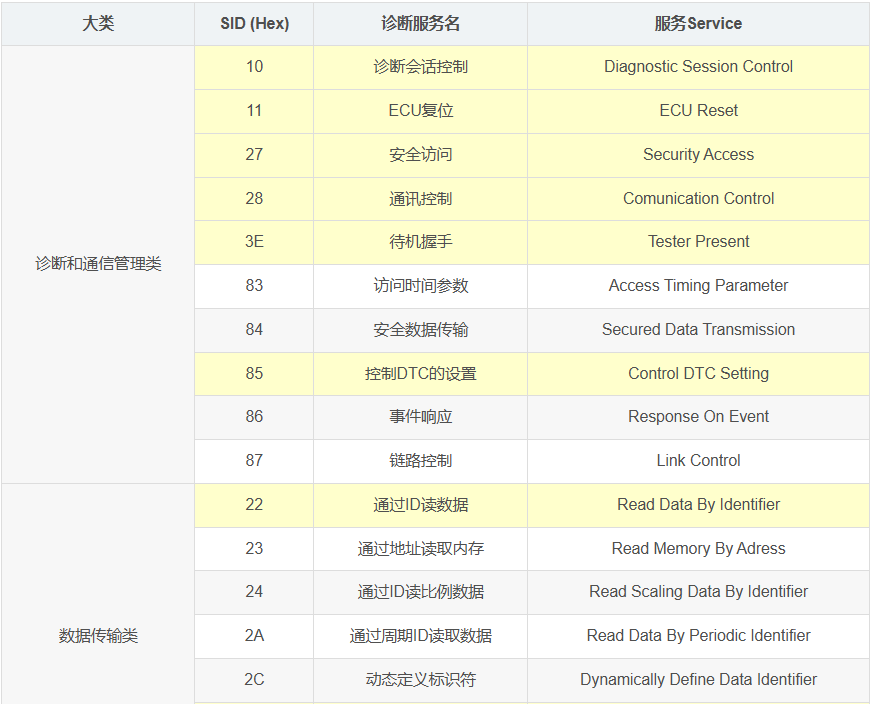 大类 SID (Hex) 诊断服务名 服务Service
10 诊断会话控制 Diagnostic Session Control
11 ECU复位 ECU Reset
27 安全访问 Security Access
28 通讯控制 Comunication Control
诊断和通信管理类 3E 待机握手 Tester Present
83 访问时间参数 Access Timing Parameter
84 安全数据传输 Secured Data Transmission
85 控制DTC的设置 Control DTC Setting
86 事件响应 Response On Event
87 链路控制 Link Control
22 通过ID读数据 Read Data By Identifier
23 通过地址读取内存 Read Memory By Adress
24 通过ID读比例数据 Read Scaling Data By Identifier
数据传输类 2A 通过周期ID读取数据 Read Data By Periodic Identifier
2C 动态定义标识符 Dynamically Define Data Identifier